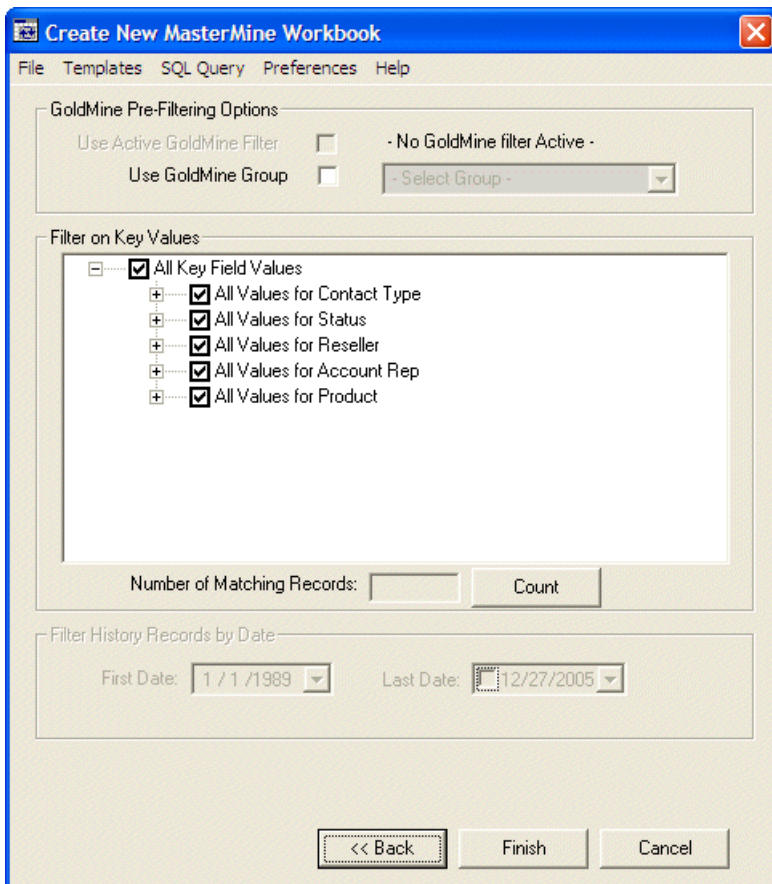 Create New MasterMine Workbook
File Templates SQL Query Preferences Help
GoldMine Pre-Filtering Options
Use Active GoldMine Filter - No GoldMine filter Active -
Use GoldMine Group - Select Group -
Filter on Key Values
All Key Field Values
All Values for Contact Type
All Values for Status
All Values for Reseller
All Values for Account Rep
All Values for Product
Number of Matching Records: Count
Filter History Records by Date
First Date: 1 / 1 /1989 Last Date: 12/27/2005
<< Back Finish Cancel